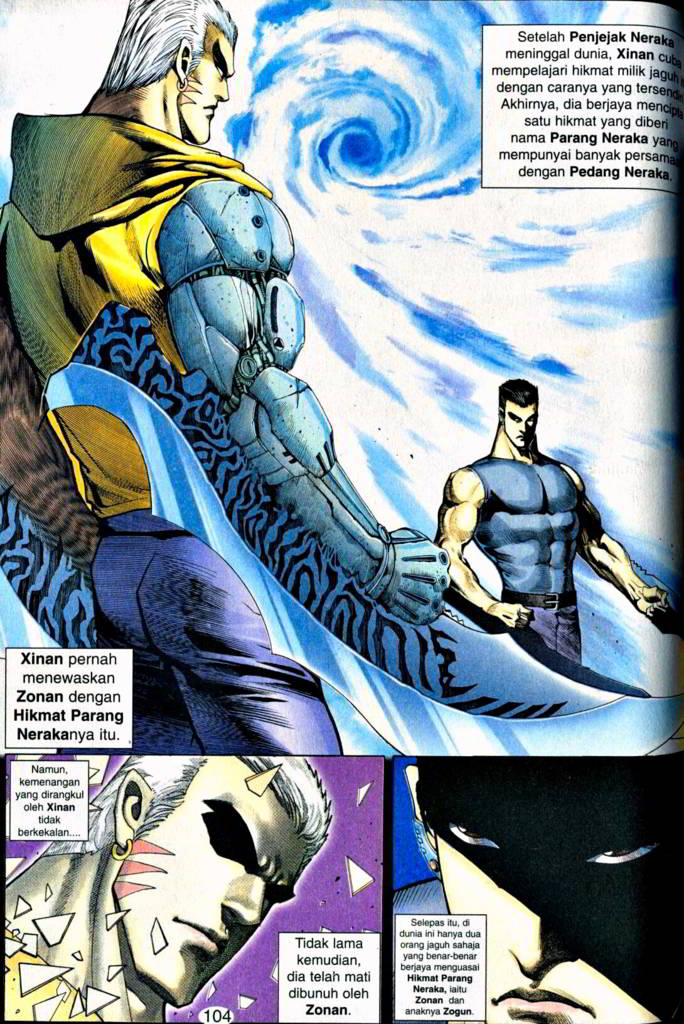 Setelah Penjejak Neraka
meninggal dunia, Xinan cuba
mempelajari hikmat milik jaguh
dengan caranya yang tersendi
Akhirnya, dia berjaya mencipta
satu hikmat yang diberi
nama Parang Neraka yang
mempunyai banyak persama
dengan Pedang Neraka.
Xinan pernah
menewaskan
Zonan dengan
Hikmat Parang
Nerakanya itu.
Namun,
kemenangan
yang dirangkul
oleh Xinan
tidak
berkekalan....
Tidak lama
kemudian,
dia telah mati
dibunuh oleh
Zonan.
Selepas itu, di
dunia ini hanya dua
orang jaguh sahaja
yang benar-benar
berjaya menguasai
Hikmat Parang
Neraka, iaitu
Zonan dan
anaknya Zogun.
104